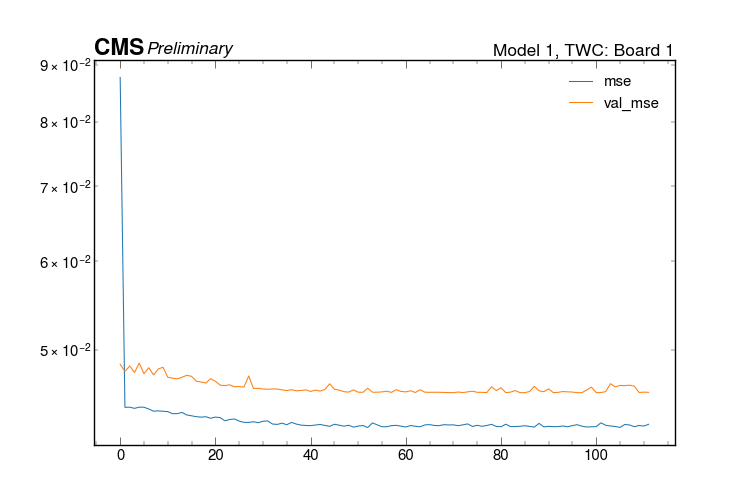 CMS Preliminary
Model 1, TWC: Board 1
9 × 10⁻²
8 × 10⁻²
7 × 10⁻²
6 × 10⁻²
5 × 10⁻²
mse
val_mse
0 20 40 60 80 100